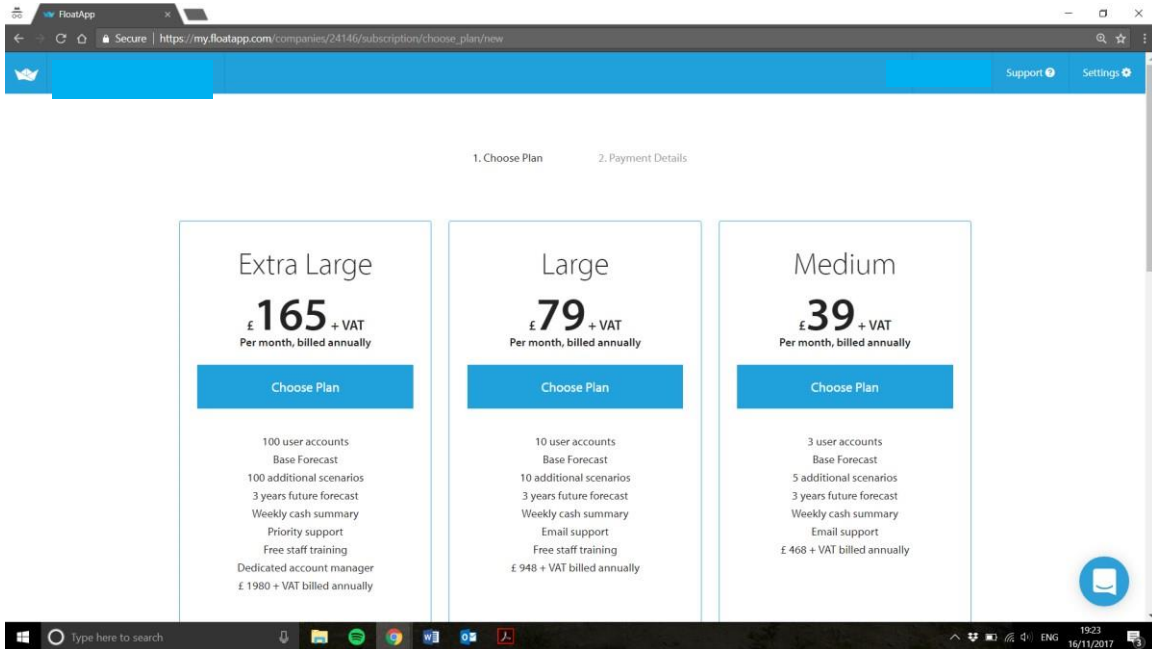 FloatApp
Secure | https://my.floatapp.com/companies/24146/subscription/choose_plan/new
Support ?
Settings
1. Choose Plan
2. Payment Details
Extra Large
£165 + VAT
Per month, billed annually
Choose Plan
100 user accounts
Base Forecast
100 additional scenarios
3 years future forecast
Weekly cash summary
Priority support
Free staff training
Dedicated account manager
£ 1980 + VAT billed annually
Large
£79 + VAT
Per month, billed annually
Choose Plan
10 user accounts
Base Forecast
10 additional scenarios
3 years future forecast
Weekly cash summary
Email support
Free staff training
£ 948 + VAT billed annually
Medium
£39 + VAT
Per month, billed annually
Choose Plan
3 user accounts
Base Forecast
5 additional scenarios
3 years future forecast
Weekly cash summary
Email support
£ 468 + VAT billed annually
Type here to search
ENG
19:23
16/11/2017
3